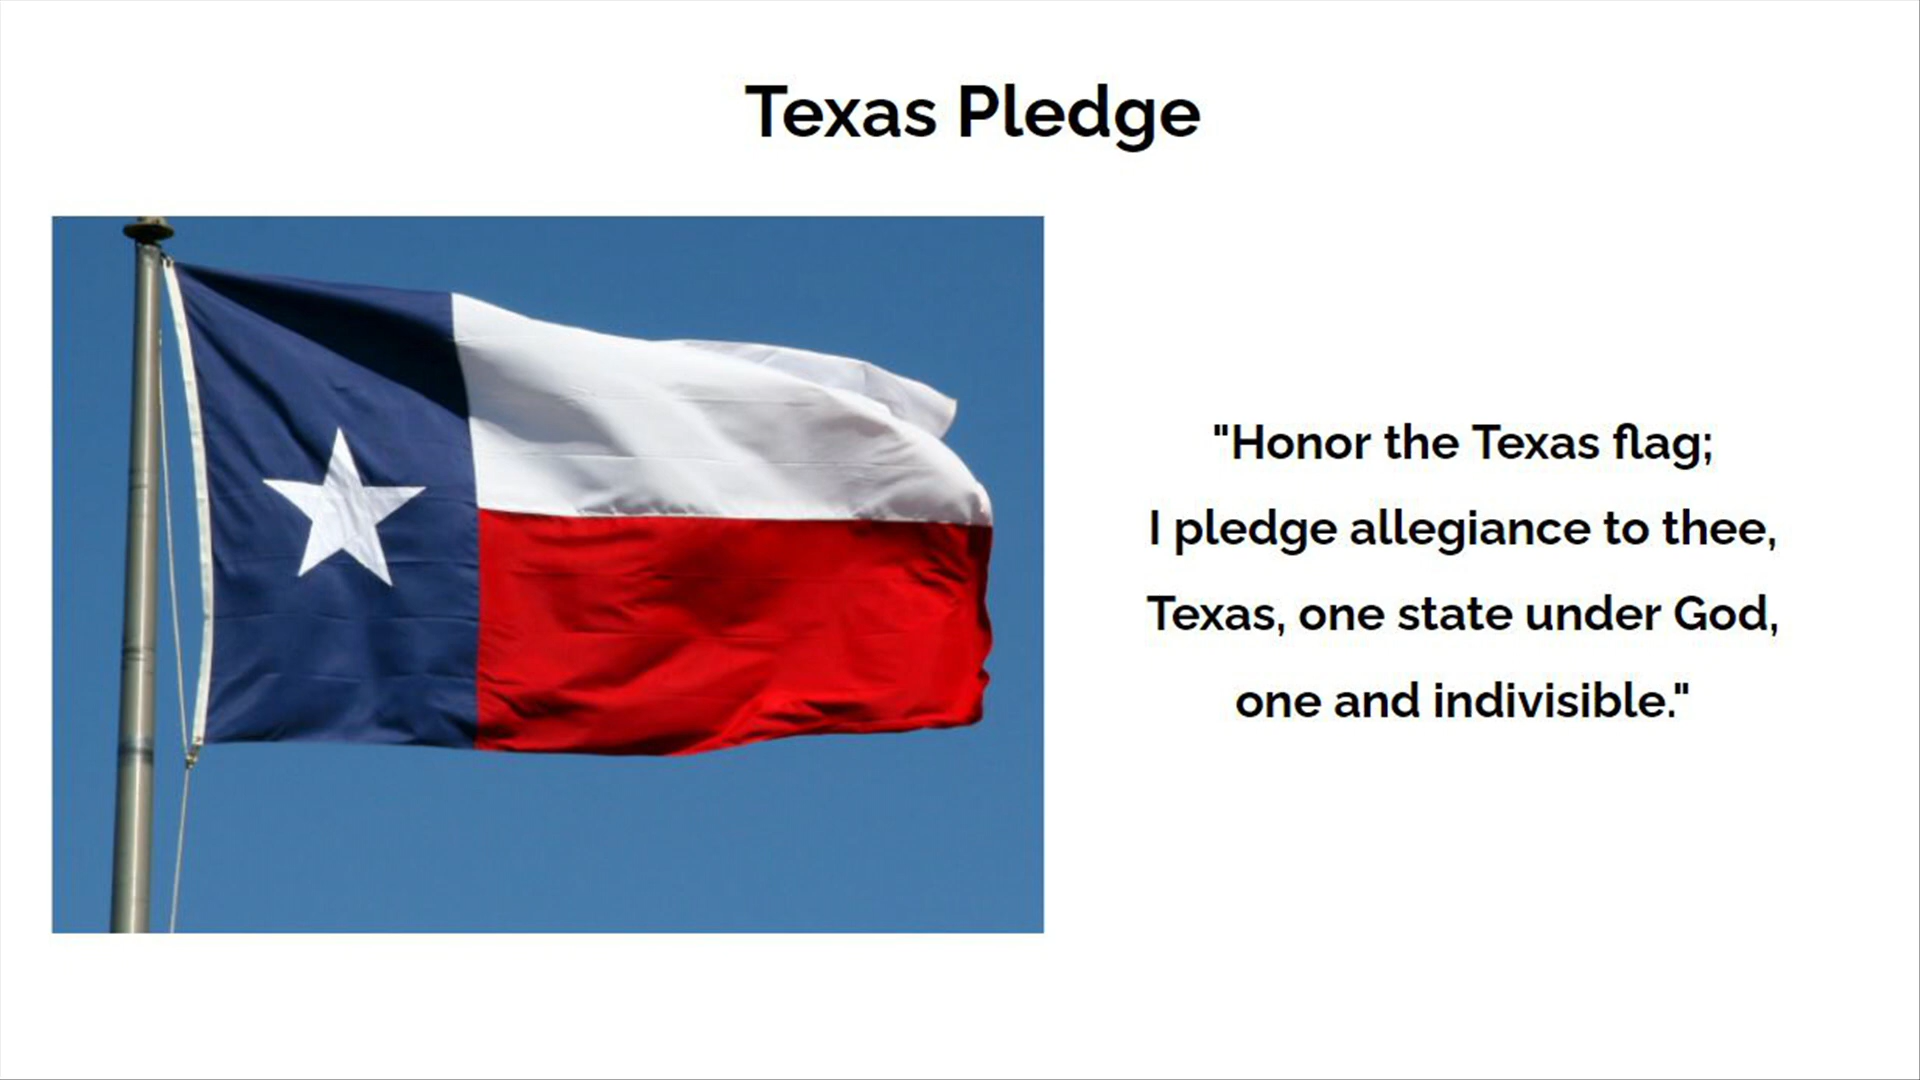 Texas Pledge
"Honor the Texas flag;
I pledge allegiance to thee,
Texas, one state under God,
one and indivisible."